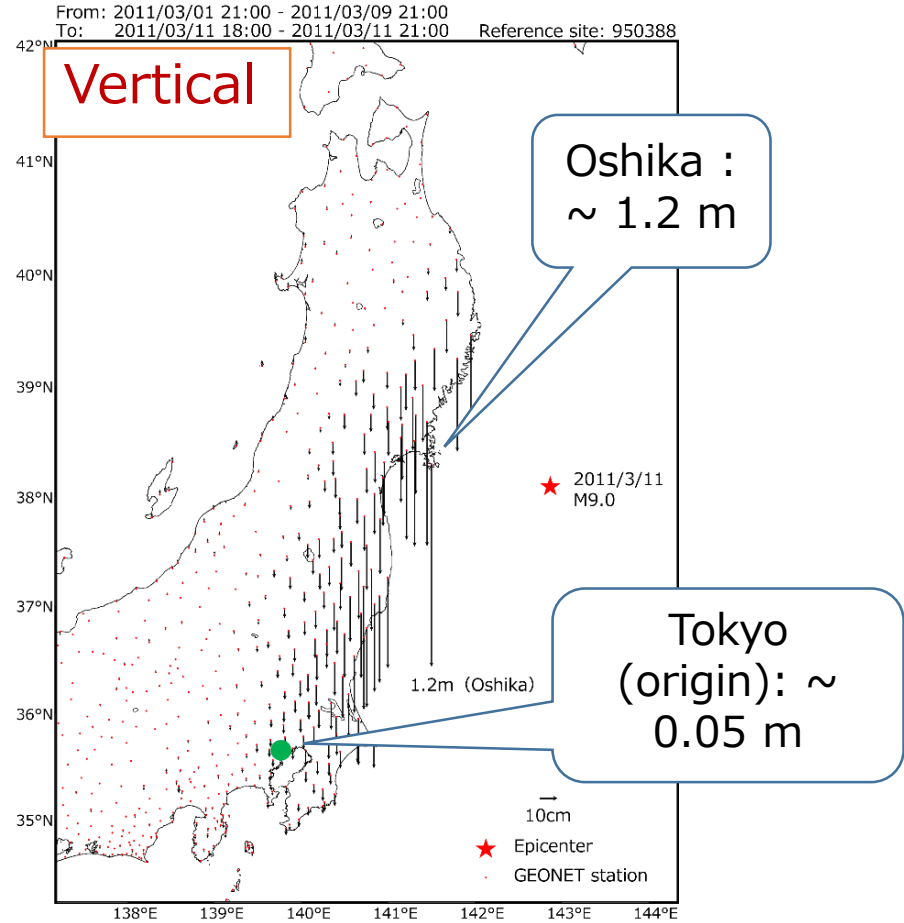 From: 2011/03/01 21:00 - 2011/03/09 21:00
To: 2011/03/11 18:00 - 2011/03/11 21:00 Reference site: 950388
42°N
Vertical
41°N
Oshika :
~ 1.2 m
40°N
39°N
2011/3/11
M9.0
38°N
37°N
Tokyo
(origin): ~
0.05 m
1.2m (Oshika)
36°N
35°N
10cm
Epicenter
GEONET station
138°E 139°E 140°E 141°E 142°E 143°E 144°E